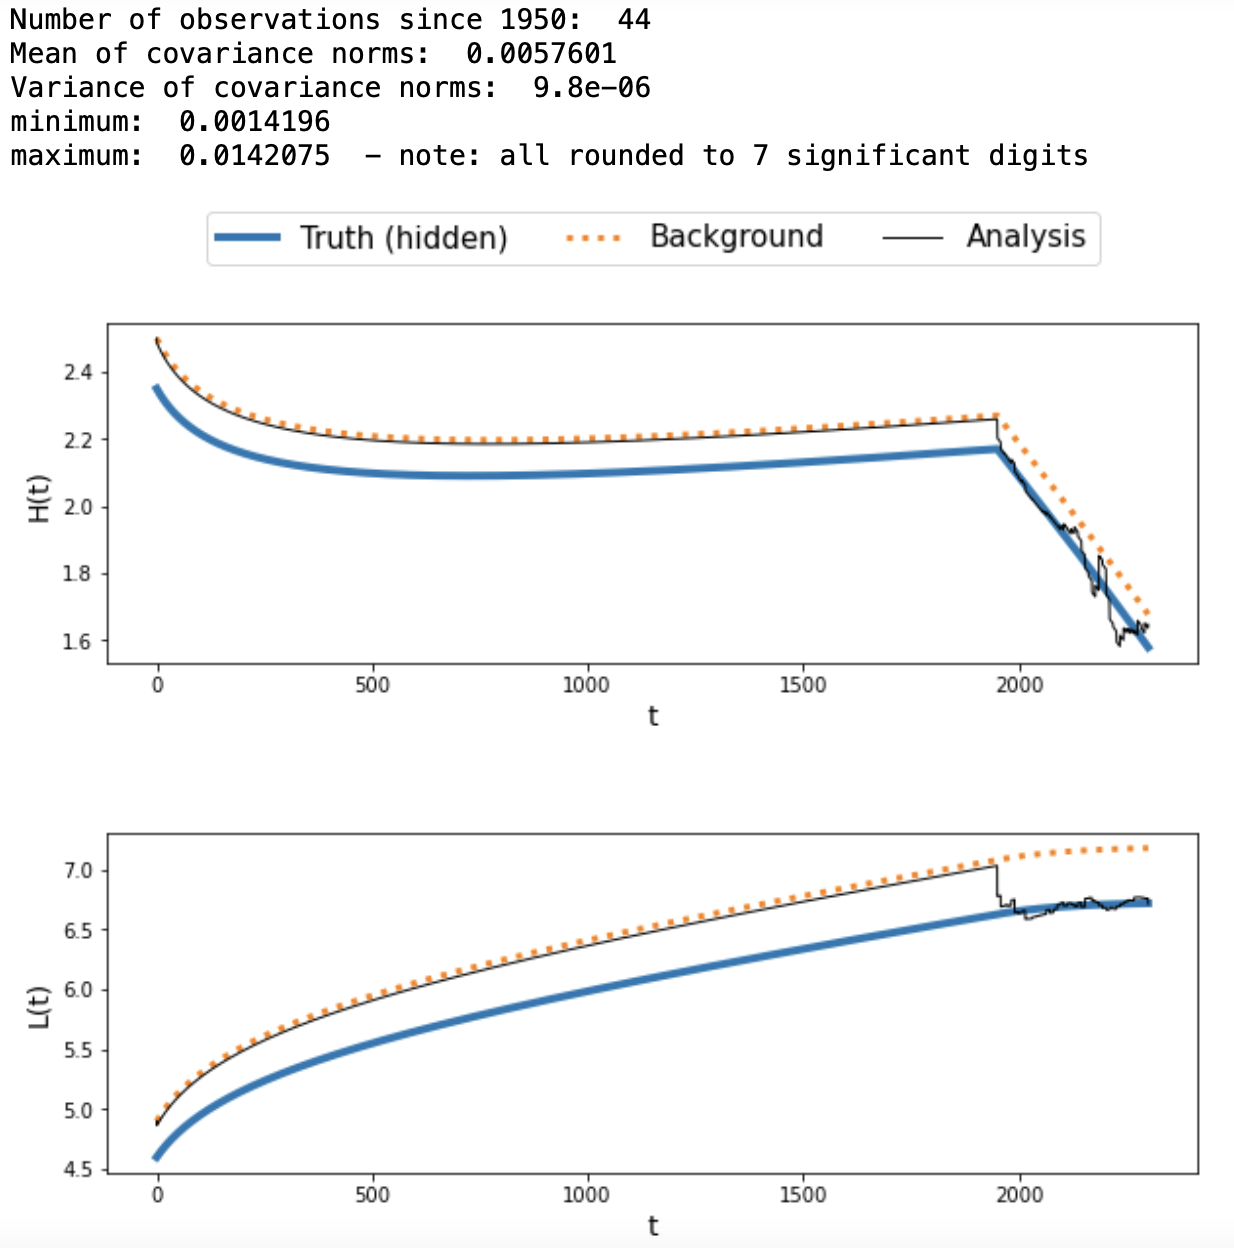 Number of observations since 1950:  44
Mean of covariance norms:  0.0057601
Variance of covariance norms:  9.8e-06
minimum:  0.0014196
maximum:  0.0142075  - note: all rounded to 7 significant digits
Truth (hidden) Background Analysis
2.4
2.2
2.0
1.8
1.6
H(t)
0 500 1000 1500 2000
t
7.0
6.5
6.0
5.5
5.0
4.5
L(t)
0 500 1000 1500 2000
t